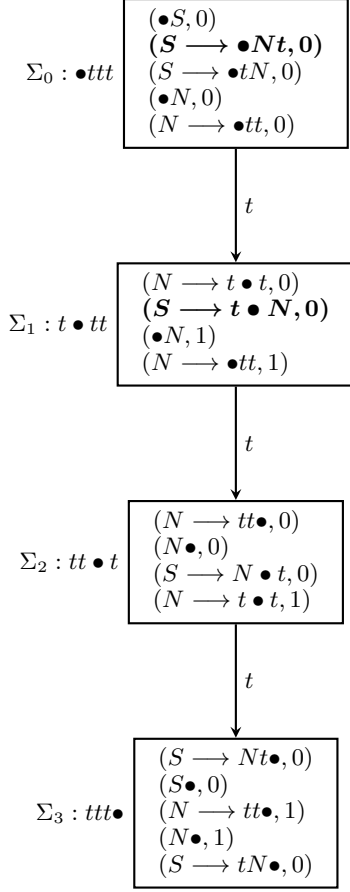 Σ₀ : •ttt
(•S, 0)
(S ⟶ •Nt, 0)
(S ⟶ •tN, 0)
(•N, 0)
(N ⟶ •tt, 0)
t
Σ₁ : t • tt
(N ⟶ t • t, 0)
(S ⟶ t • N, 0)
(•N, 1)
(N ⟶ •tt, 1)
t
Σ₂ : tt • t
(N ⟶ tt•, 0)
(N•, 0)
(S ⟶ N • t, 0)
(N ⟶ t • t, 1)
t
Σ₃ : ttt•
(S ⟶ Nt•, 0)
(S•, 0)
(N ⟶ tt•, 1)
(N•, 1)
(S ⟶ tN•, 0)